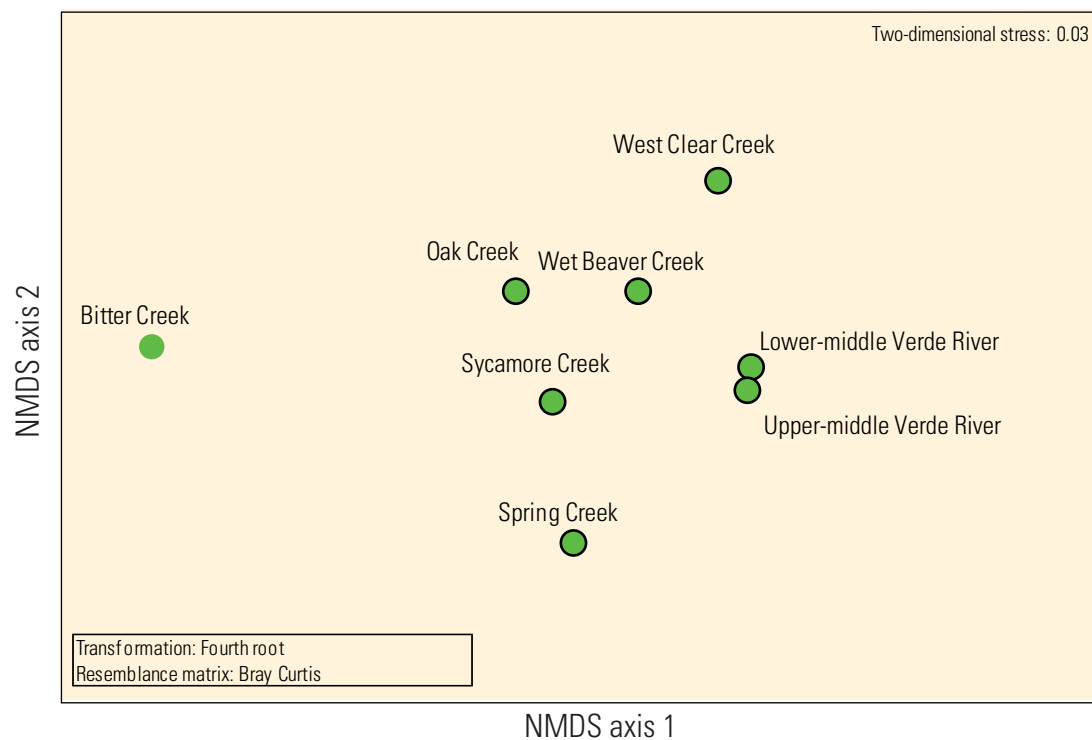 Two-dimensional stress: 0.03
West Clear Creek
Oak Creek
Wet Beaver Creek
Bitter Creek
Lower-middle Verde River
Sycamore Creek
Upper-middle Verde River
Spring Creek
NMDS axis 2
Transformation: Fourth root
Resemblance matrix: Bray Curtis
NMDS axis 1